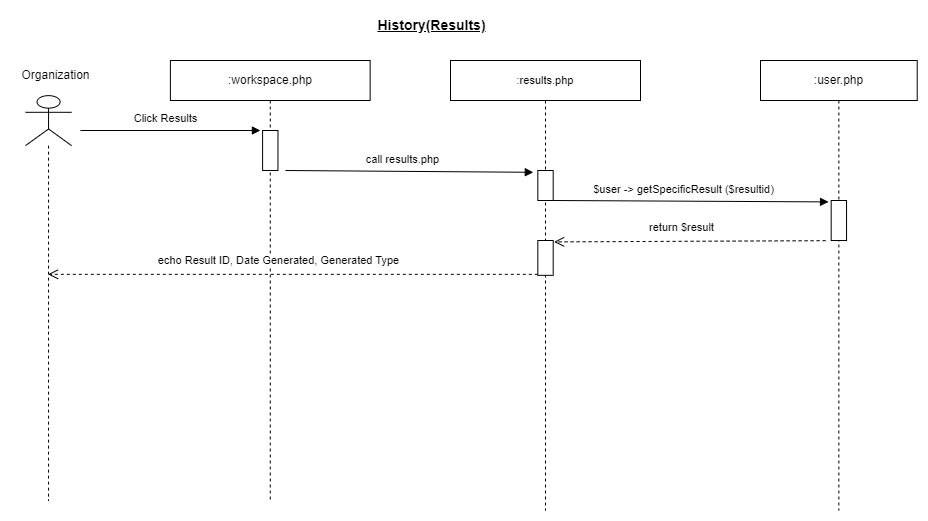 History(Results)
Organization
:workspace.php
:results.php
:user.php
Click Results
call results.php
$user -> getSpecificResult ($resultid)
return $result
echo Result ID, Date Generated, Generated Type